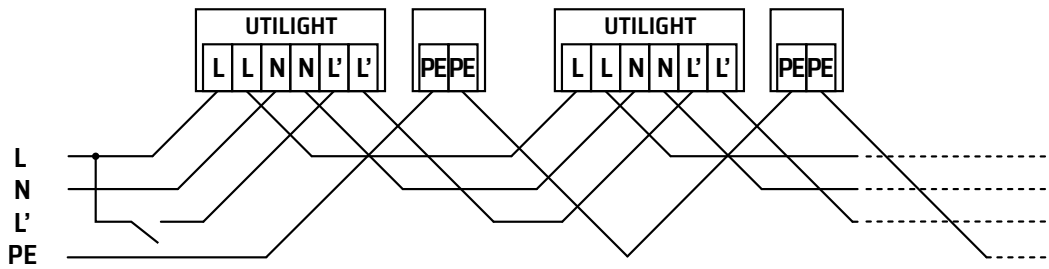 UTILIGHT UTILIGHT
L L N N L’ L’ PE PE L L N N L’ L’ PE PE
L
N
L’
PE